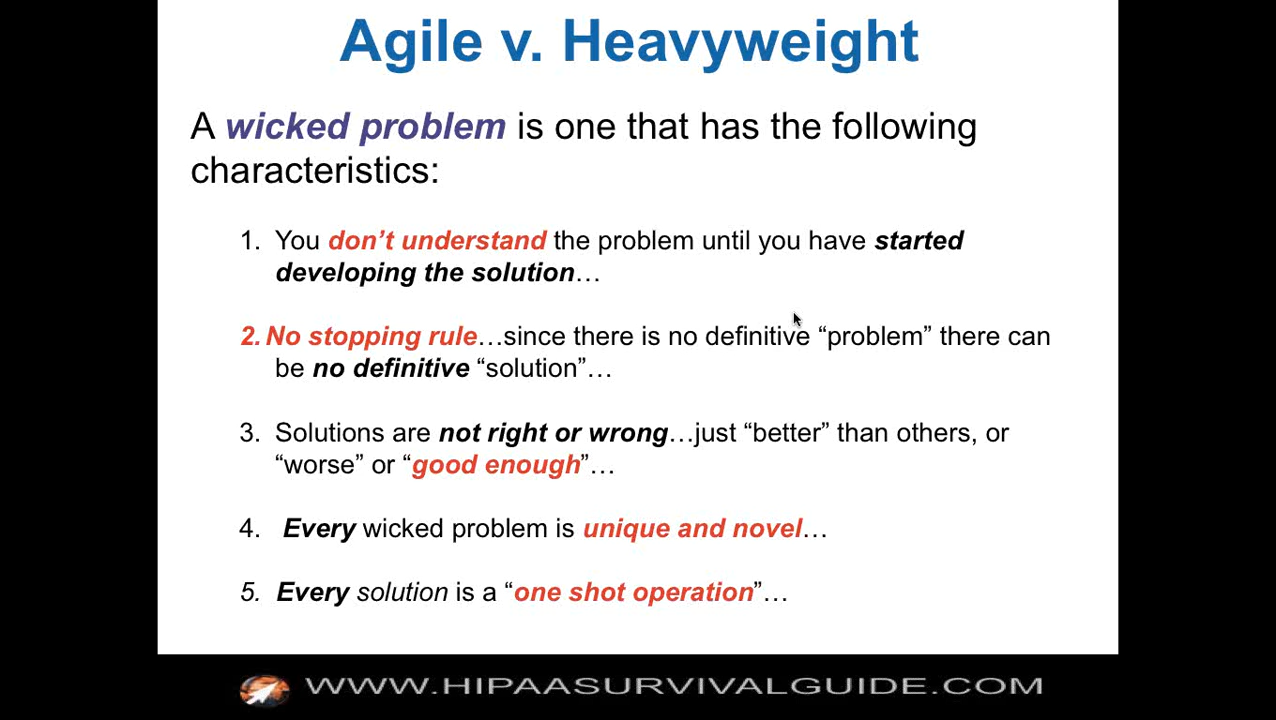 Agile v. Heavyweight
A wicked problem is one that has the following
characteristics:
1. You don’t understand the problem until you have started
developing the solution…
2. No stopping rule…since there is no definitive “problem” there can
be no definitive “solution”…
3. Solutions are not right or wrong…just “better” than others, or
“worse” or “good enough”…
4. Every wicked problem is unique and novel…
5. Every solution is a “one shot operation”…
WWW.HIPAASURVIVALGUIDE.COM